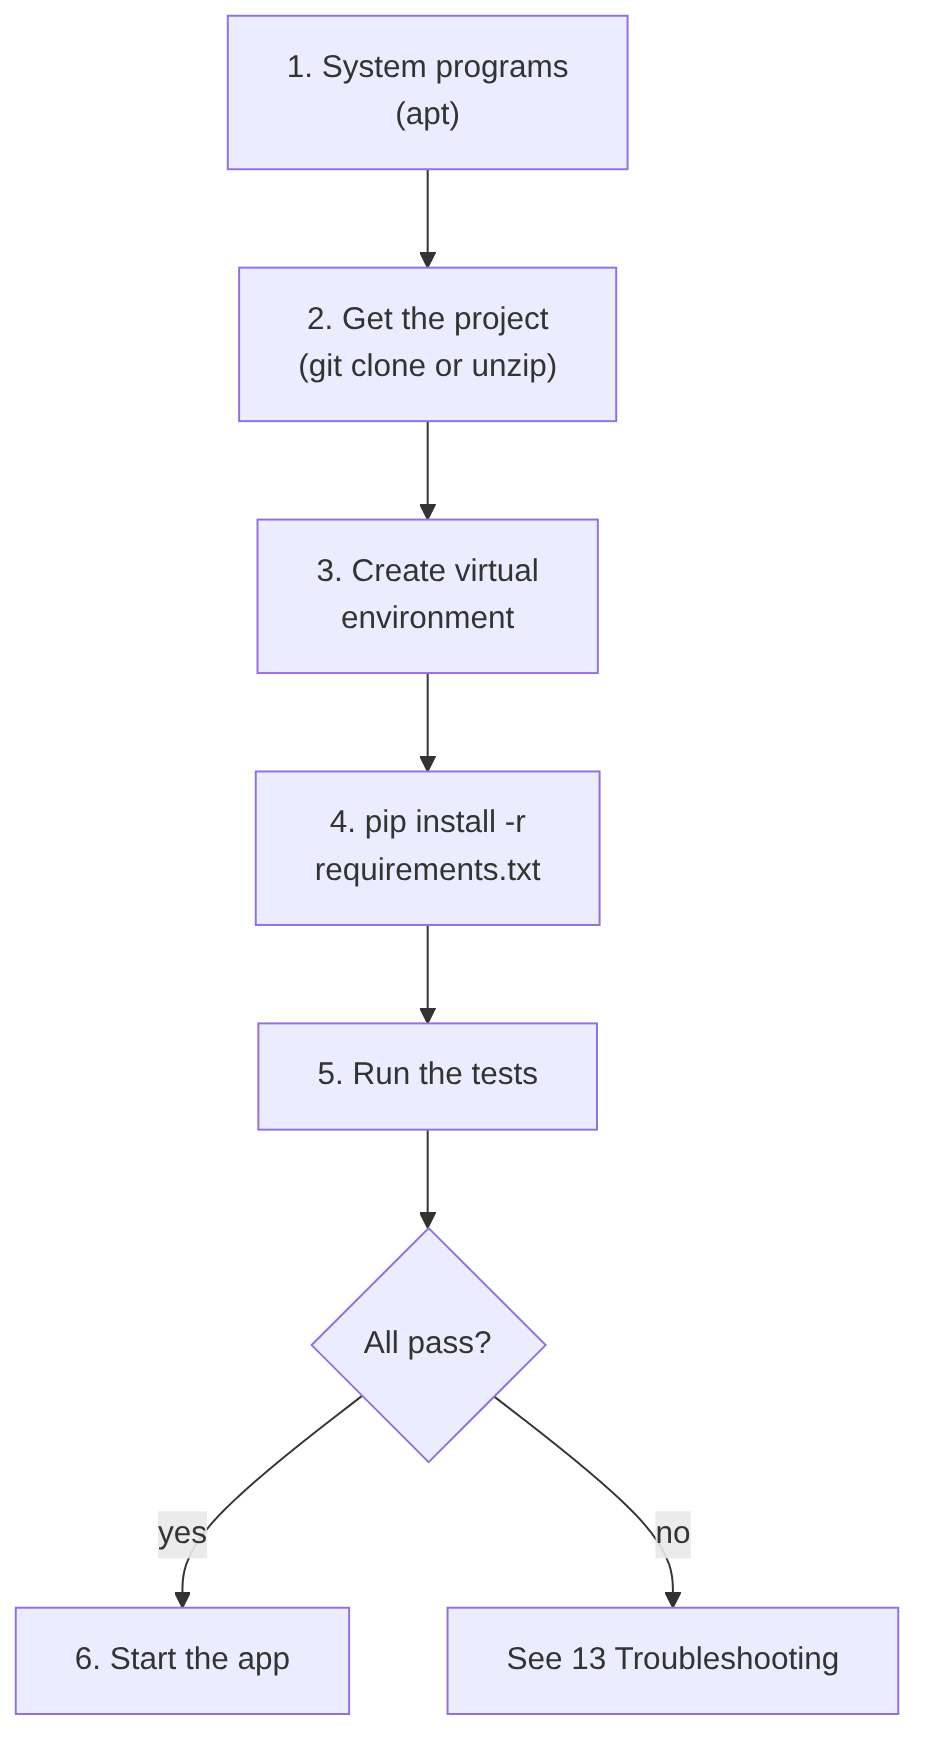 1. System programs
(apt)
2. Get the project
(git clone or unzip)
3. Create virtual
environment
4. pip install -r
requirements.txt
5. Run the tests
All pass?
yes
no
6. Start the app
See 13 Troubleshooting